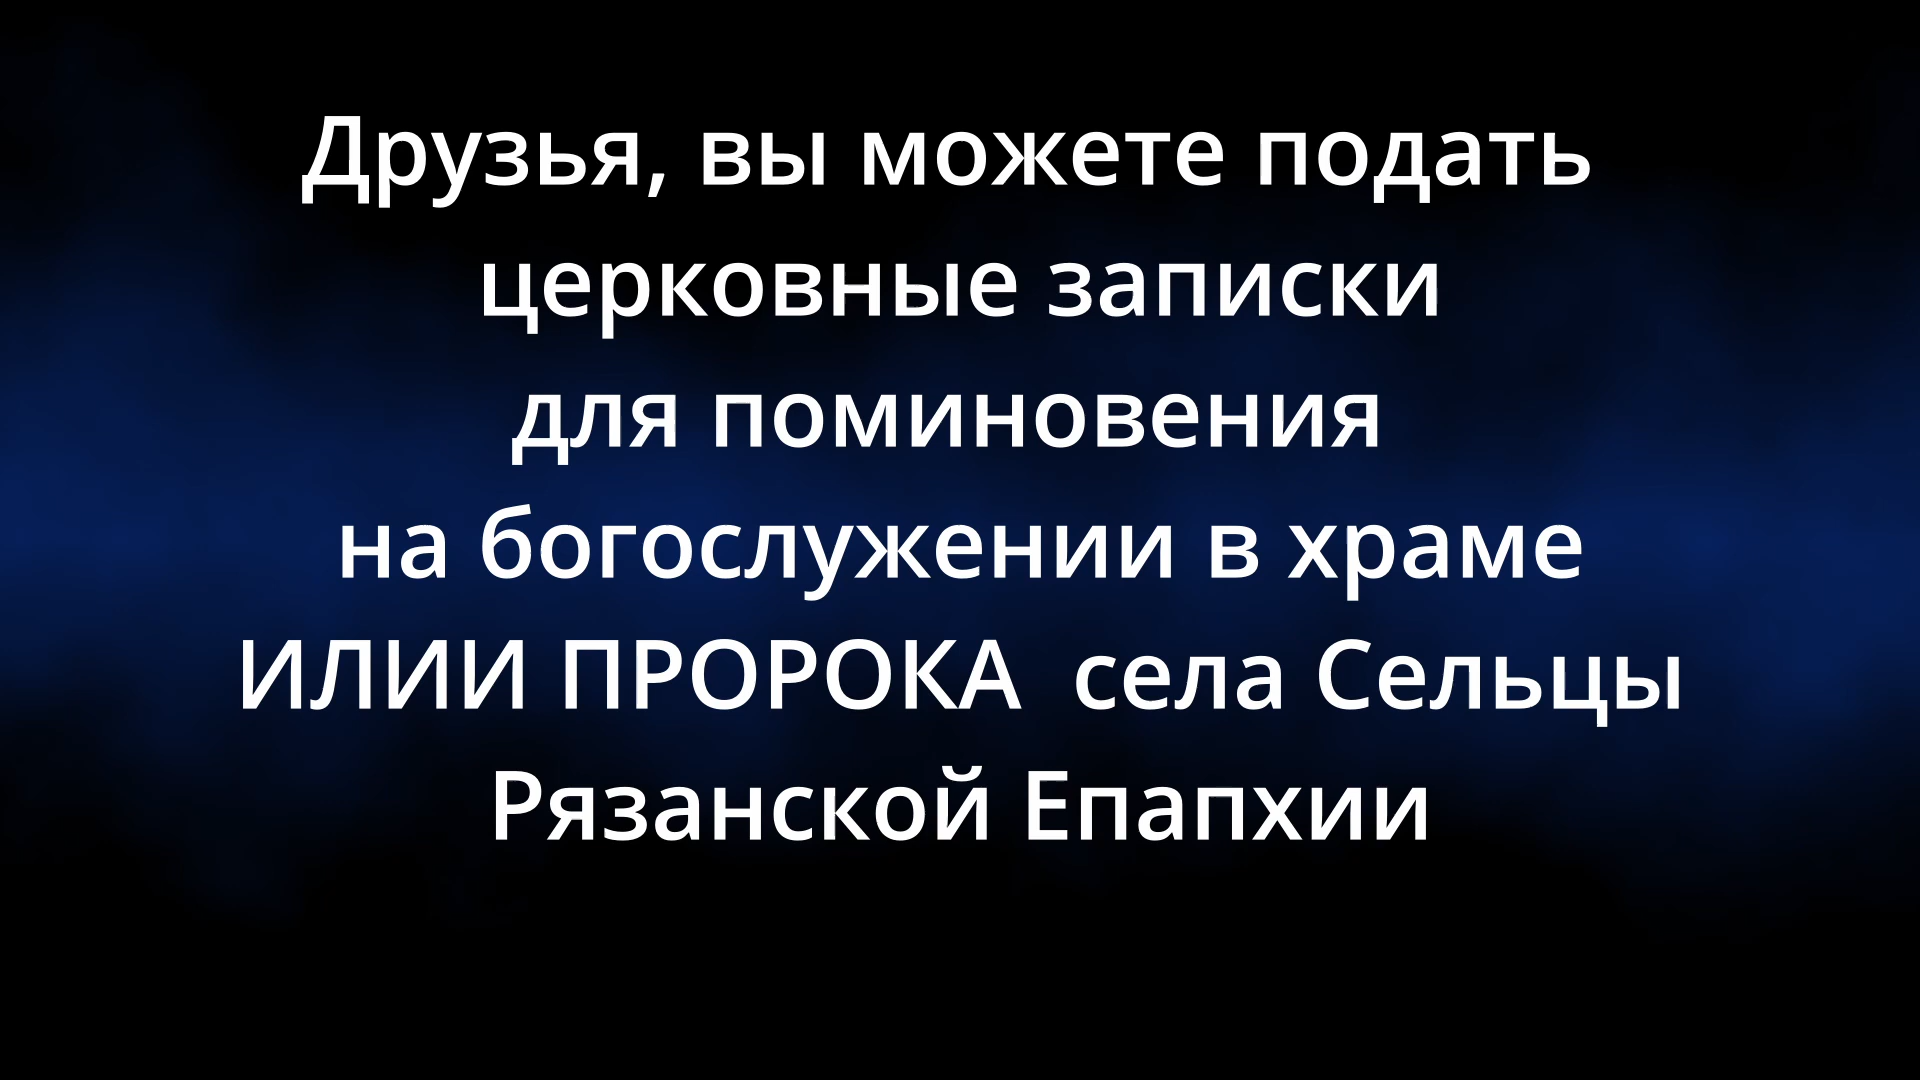 Друзья, вы можете подать
церковные записки
для поминовения
на богослужении в храме
ИЛИИ ПРОРОКА  села Сельцы
Рязанской Епапхии